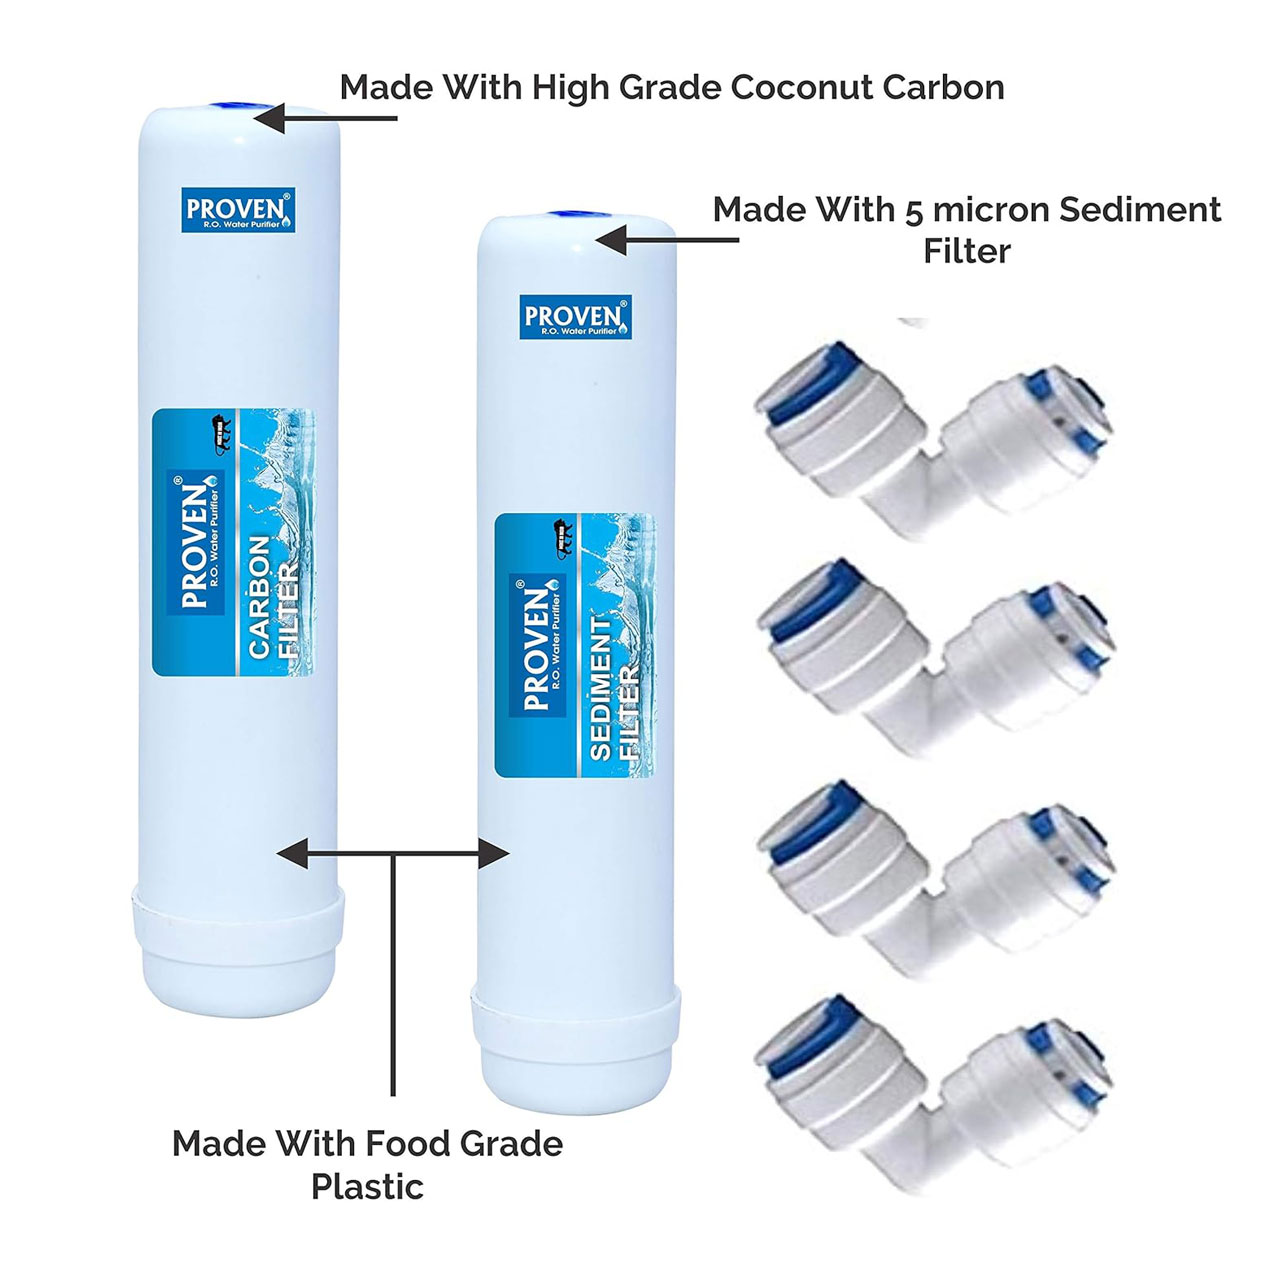 Made With High Grade Coconut Carbon
PROVEN®
R.O. Water Purifier
Made With 5 micron Sediment
Filter
PROVEN®
R.O. Water Purifier
PROVEN®
R.O. Water Purifier
CARBON
FILTER
PROVEN®
R.O. Water Purifier
SEDIMENT
FILTER
Made With Food Grade
Plastic